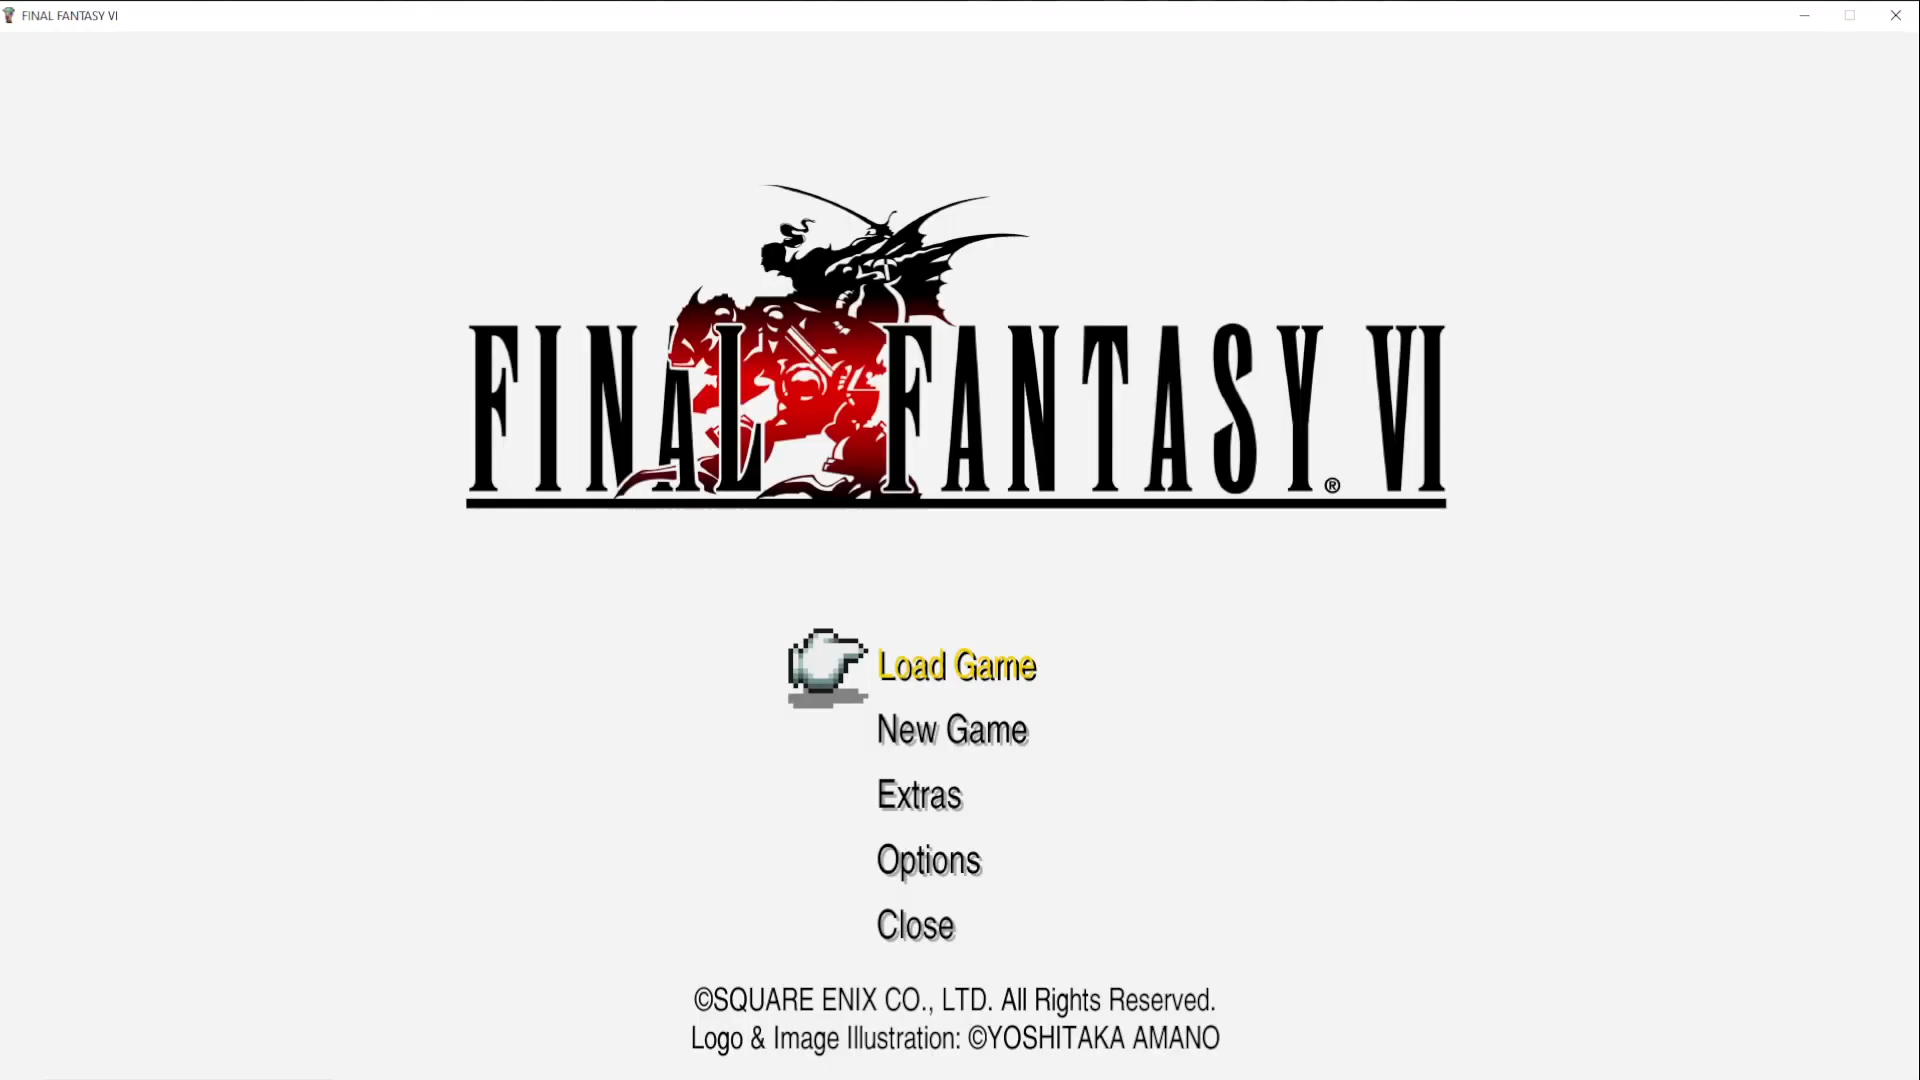 FINAL FANTASY VI
FINAL FANTASY® VI
Load Game
New Game
Extras
Options
Close
©SQUARE ENIX CO., LTD. All Rights Reserved.
Logo & Image Illustration: ©YOSHITAKA AMANO